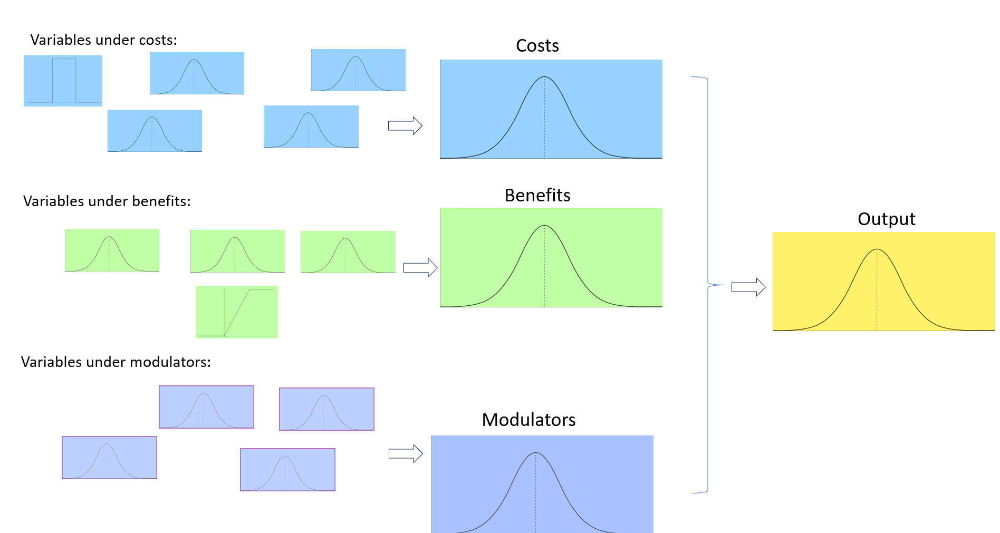 Variables under costs:
Costs
Variables under benefits:
Benefits
Output
Variables under modulators:
Modulators